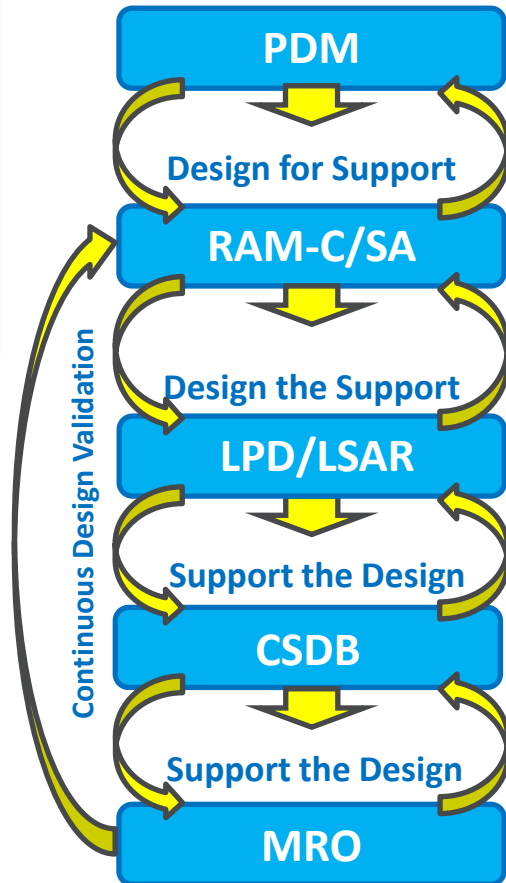 PDM
Design for Support
RAM-C/SA
Continuous Design Validation
Design the Support
LPD/LSAR
Support the Design
CSDB
Support the Design
MRO